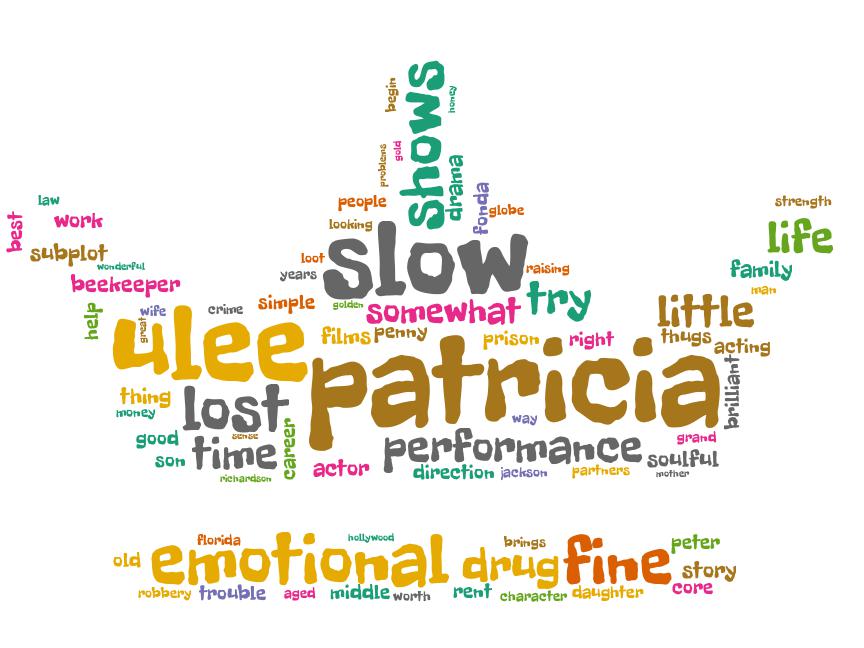 begin
shows
honey
problems
gold
drama
fonda
globe
people
looking
law
best
work
subplot
wonderful
beekeeper
help
wife
great
crime
loot
years
simple
slow
raising
golden
somewhat
try
strength
life
family
man
little
thugs
acting
ulee
films
penny
prison
right
patricia
brilliant
thing
money
lost
good
sense
son
time
career
richardson
way
performance
grand
soulful
actor
direction
jackson
partners
mother
florida
hollywood
brings
peter
old
emotional
drug
fine
story
robbery
trouble
aged
middle
worth
rent
character
daughter
core